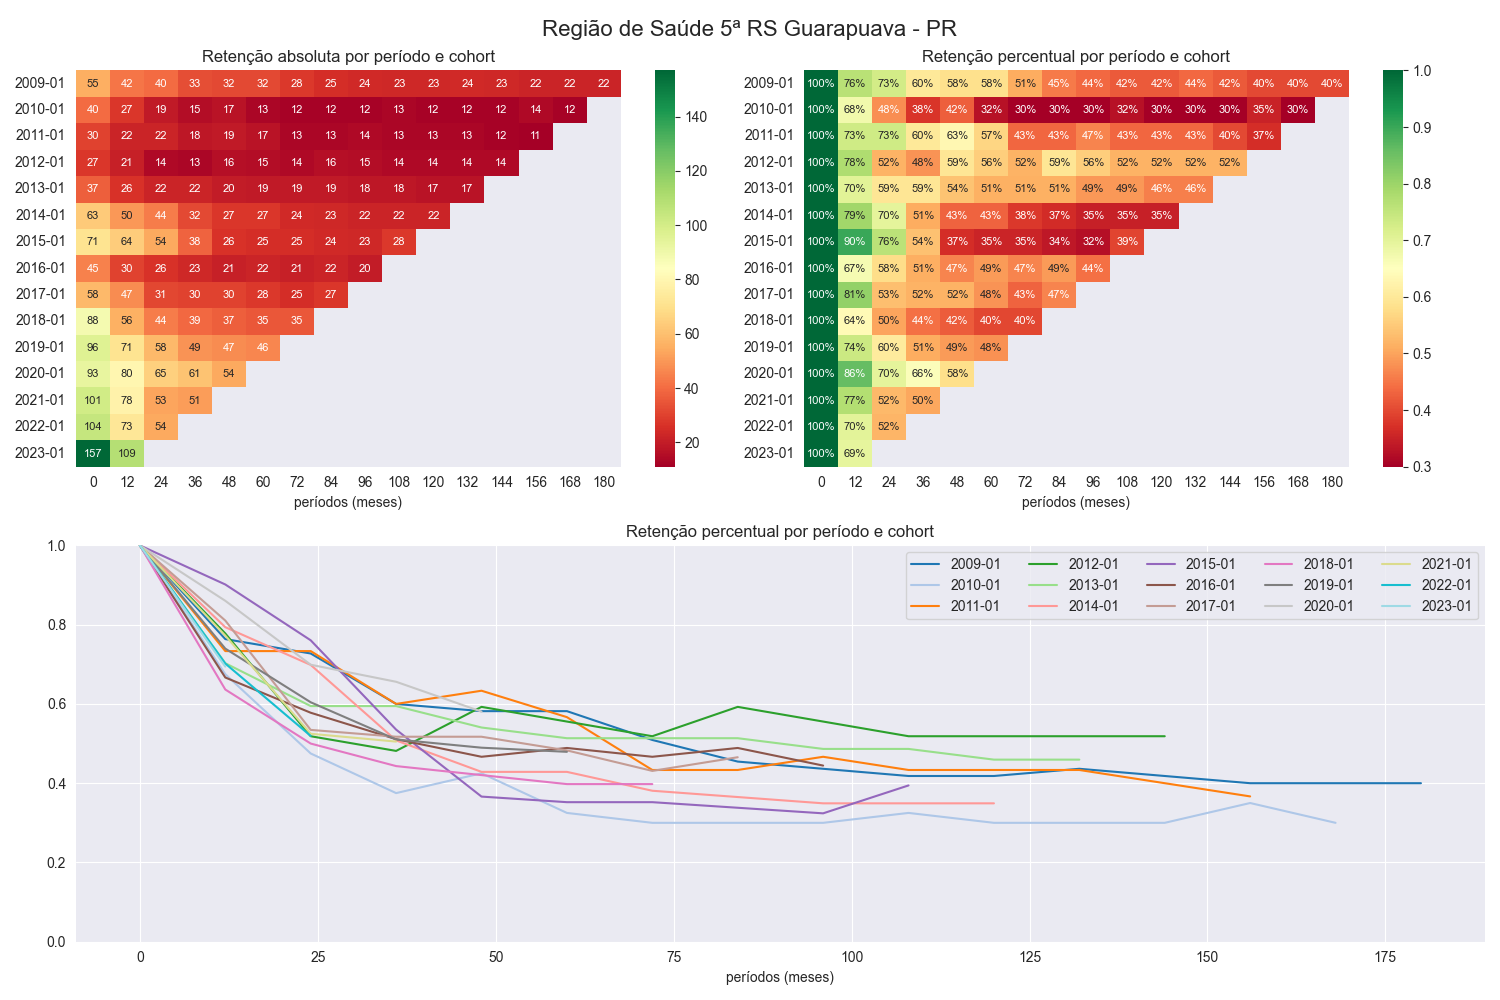 Região de Saúde 5ª RS Guarapuava - PR
Retenção absoluta por período e cohort
2009-01 55 42 40 33 32 32 28 25 24 23 23 24 23 22 22 22
2010-01 40 27 19 15 17 13 12 12 12 13 12 12 12 14 12
2011-01 30 22 22 18 19 17 13 13 14 13 13 13 12 11
2012-01 27 21 14 13 16 15 14 16 15 14 14 14 14
2013-01 37 26 22 22 20 19 19 19 18 18 17 17
2014-01 63 50 44 32 27 27 24 23 22 22 22
2015-01 71 64 54 38 26 25 25 24 23 28
2016-01 45 30 26 23 21 22 21 22 20
2017-01 58 47 31 30 30 28 25 27
2018-01 88 56 44 39 37 35 35
2019-01 96 71 58 49 47 46
2020-01 93 80 65 61 54
2021-01 101 78 53 51
2022-01 104 73 54
2023-01 157 109
0 12 24 36 48 60 72 84 96 108 120 132 144 156 168 180
períodos (meses)
140
120
100
80
60
40
20
Retenção percentual por período e cohort
2009-01 100% 76% 73% 60% 58% 58% 51% 45% 44% 42% 42% 44% 42% 40% 40% 40%
2010-01 100% 68% 48% 38% 42% 32% 30% 30% 30% 32% 30% 30% 30% 35% 30%
2011-01 100% 73% 73% 60% 63% 57% 43% 43% 47% 43% 43% 43% 40% 37%
2012-01 100% 78% 52% 48% 59% 56% 52% 59% 56% 52% 52% 52% 52%
2013-01 100% 70% 59% 59% 54% 51% 51% 51% 49% 49% 46% 46%
2014-01 100% 79% 70% 51% 43% 43% 38% 37% 35% 35% 35%
2015-01 100% 90% 76% 54% 37% 35% 35% 34% 32% 39%
2016-01 100% 67% 58% 51% 47% 49% 47% 49% 44%
2017-01 100% 81% 53% 52% 52% 48% 43% 47%
2018-01 100% 64% 50% 44% 42% 40% 40%
2019-01 100% 74% 60% 51% 49% 48%
2020-01 100% 86% 70% 66% 58%
2021-01 100% 77% 52% 50%
2022-01 100% 70% 52%
2023-01 100% 69%
0 12 24 36 48 60 72 84 96 108 120 132 144 156 168 180
períodos (meses)
1.0
0.9
0.8
0.7
0.6
0.5
0.4
0.3
Retenção percentual por período e cohort
1.0
0.8
0.6
0.4
0.2
0.0
2009-01 2012-01 2015-01 2018-01 2021-01
2010-01 2013-01 2016-01 2019-01 2022-01
2011-01 2014-01 2017-01 2020-01 2023-01
0 25 50 75 100 125 150 175
períodos (meses)